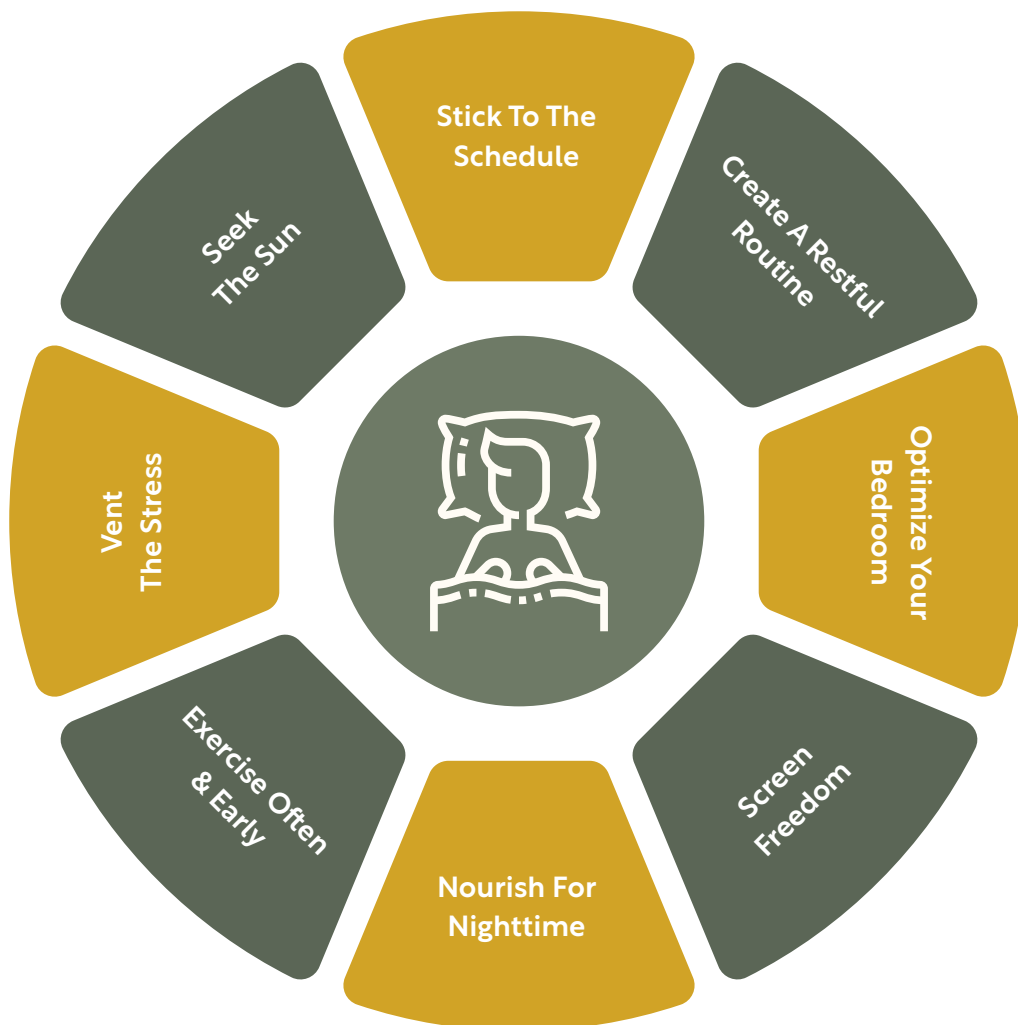 Stick To The
Schedule
Create A Restful
Routine
Optimize Your
Bedroom
Screen
Freedom
Nourish For
Nighttime
Exercise Often
& Early
Vent
The Stress
Seek
The Sun